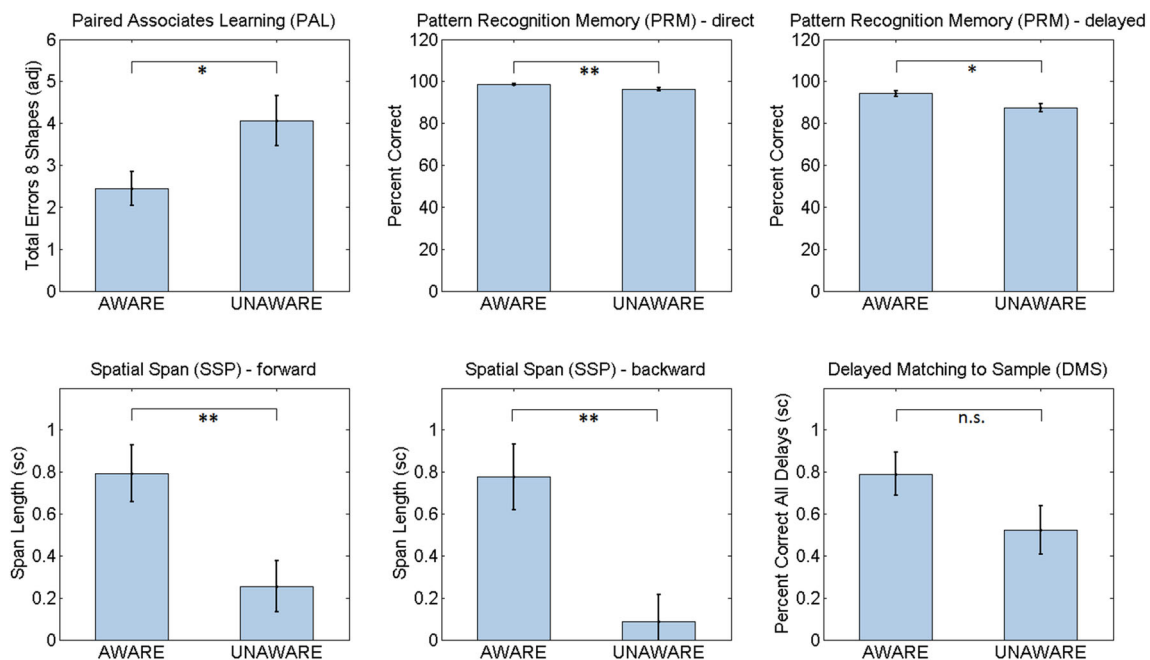 Paired Associates Learning (PAL)
Total Errors 8 Shapes (adj)
6
5
4
3
2
1
0
*
AWARE
UNAWARE
Pattern Recognition Memory (PRM) - direct
Percent Correct
120
100
80
60
40
20
0
**
AWARE
UNAWARE
Pattern Recognition Memory (PRM) - delayed
Percent Correct
120
100
80
60
40
20
0
*
AWARE
UNAWARE
Spatial Span (SSP) - forward
Span Length (sc)
1
0.8
0.6
0.4
0.2
0
**
AWARE
UNAWARE
Spatial Span (SSP) - backward
Span Length (sc)
1
0.8
0.6
0.4
0.2
0
**
AWARE
UNAWARE
Delayed Matching to Sample (DMS)
Percent Correct All Delays (sc)
1
0.8
0.6
0.4
0.2
0
n.s.
AWARE
UNAWARE